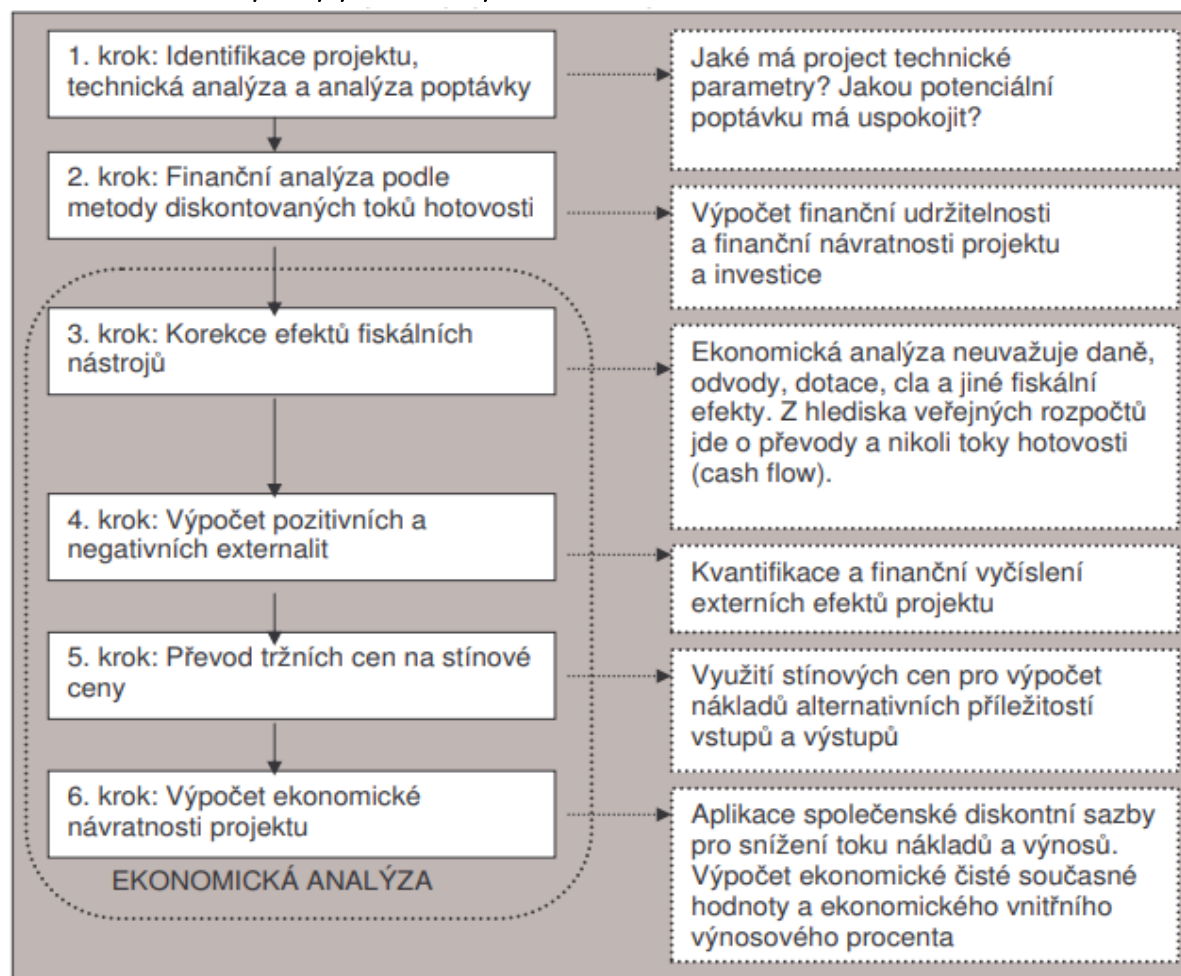 1. krok: Identifikace projektu,
technická analýza a analýza poptávky
Jaké má project technické
parametry? Jakou potenciální
poptávku má uspokojit?
2. krok: Finanční analýza podle
metody diskontovaných toků hotovosti
Výpočet finanční udržitelnosti
a finanční návratnosti projektu
a investice
3. krok: Korekce efektů fiskálních
nástrojů
Ekonomická analýza neuvažuje daně,
odvody, dotace, cla a jiné fiskální
efekty. Z hlediska veřejných rozpočtů
jde o převody a nikoli toky hotovosti
(cash flow).
4. krok: Výpočet pozitivních a
negativních externalit
Kvantifikace a finanční vyčíslení
externích efektů projektu
5. krok: Převod tržních cen na stínové
ceny
Využití stínových cen pro výpočet
nákladů alternativních příležitostí
vstupů a výstupů
6. krok: Výpočet ekonomické
návratnosti projektu
Aplikace společenské diskontní sazby
pro snížení toku nákladů a výnosů.
Výpočet ekonomické čisté současné
hodnoty a ekonomického vnitřního
výnosového procenta
EKONOMICKÁ ANALÝZA